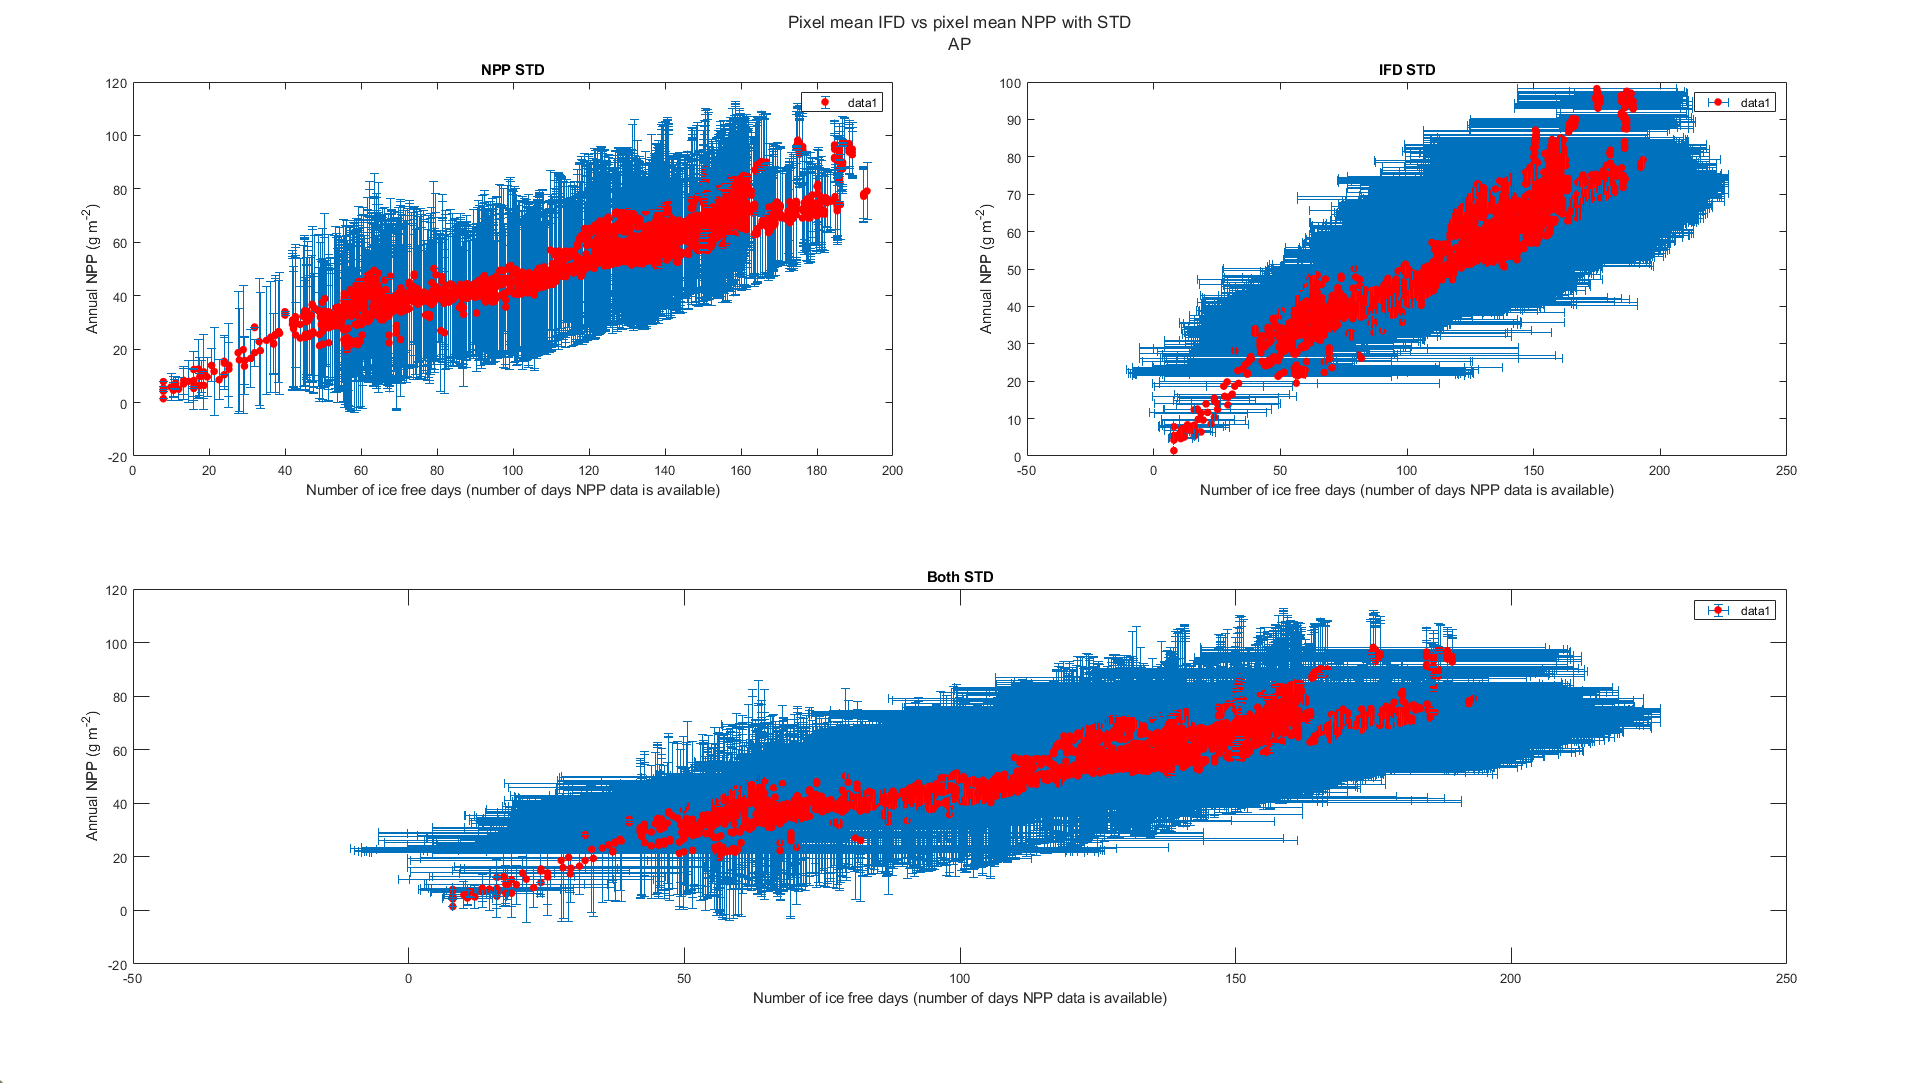 Pixel mean IFD vs pixel mean NPP with STD
AP
NPP STD
120
100
80
60
40
20
0
-20
0 20 40 60 80 100 120 140 160 180 200
Annual NPP (g m-2)
Number of ice free days (number of days NPP data is available)
data1
IFD STD
100
90
80
70
60
50
40
30
20
10
0
-50 0 50 100 150 200 250
Annual NPP (g m-2)
Number of ice free days (number of days NPP data is available)
data1
Both STD
120
100
80
60
40
20
0
-20
-50 0 50 100 150 200 250
Annual NPP (g m-2)
Number of ice free days (number of days NPP data is available)
data1